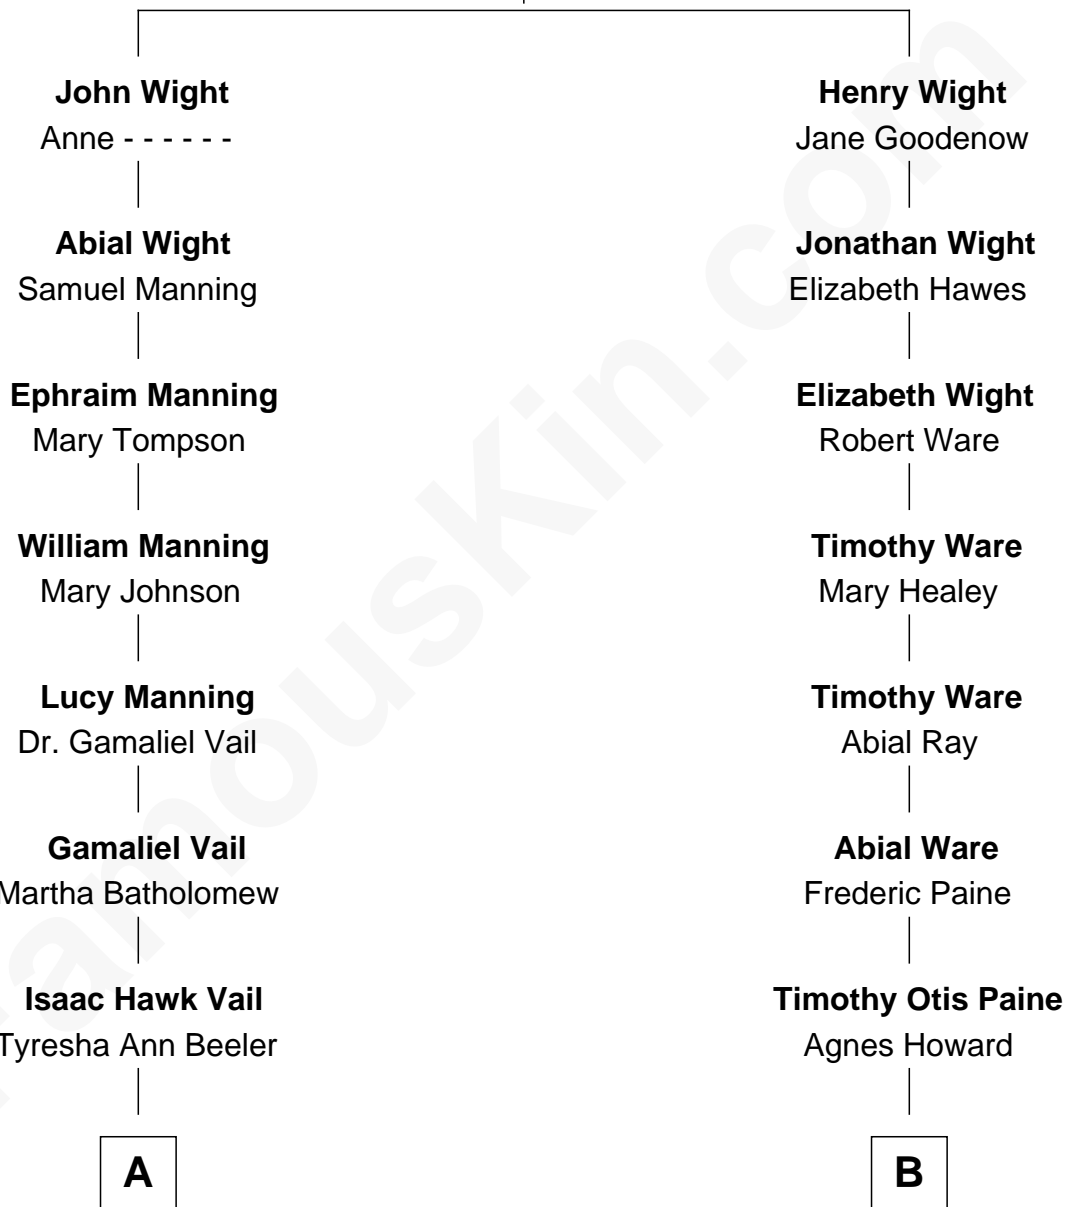 John Wight
Anne - - - - - -
Abial Wight
Samuel Manning
Ephraim Manning
Mary Tompson
William Manning
Mary Johnson
Lucy Manning
Dr. Gamaliel Vail
Gamaliel Vail
Martha Batholomew
Isaac Hawk Vail
Tyresha Ann Beeler
A
Henry Wight
Jane Goodenow
Jonathan Wight
Elizabeth Hawes
Elizabeth Wight
Robert Ware
Timothy Ware
Mary Healey
Timothy Ware
Abial Ray
Abial Ware
Frederic Paine
Timothy Otis Paine
Agnes Howard
B
FamousKin.com